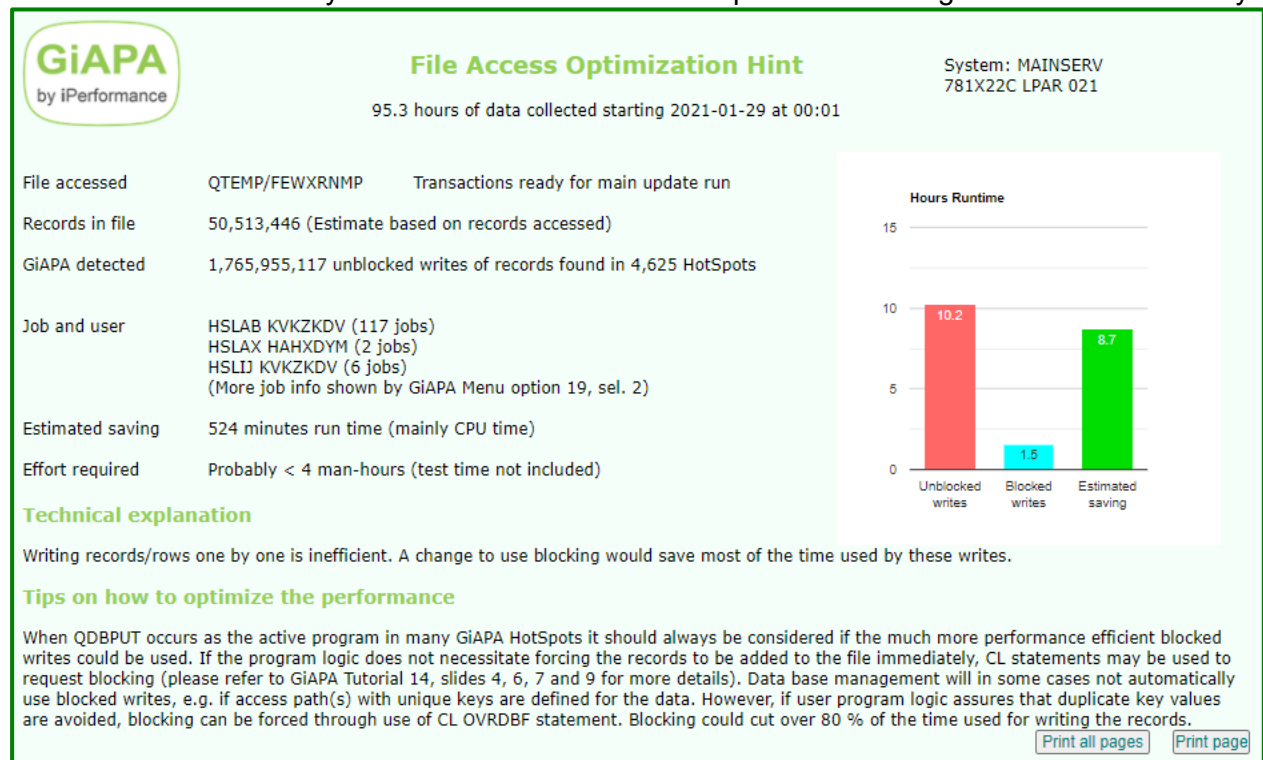 GiAPA
by iPerformance
File Access Optimization Hint
95.3 hours of data collected starting 2021-01-29 at 00:01
System: MAINSERV
781X22C LPAR 021
File accessed QTEMP/FEWXRNMP Transactions ready for main update run
Records in file 50,513,446 (Estimate based on records accessed)
GiAPA detected 1,765,955,117 unblocked writes of records found in 4,625 HotSpots
Job and user HSLAB KVKZKDV (117 jobs)
HSLAX HAHXDYM (2 jobs)
HSLIJ KVKZKDV (6 jobs)
(More job info shown by GiAPA Menu option 19, sel. 2)
Estimated saving 524 minutes run time (mainly CPU time)
Effort required Probably < 4 man-hours (test time not included)
Hours Runtime
15
10
5
0
10.2
1.5
8.7
Unblocked writes
Blocked writes
Estimated saving
Technical explanation
Writing records/rows one by one is inefficient. A change to use blocking would save most of the time used by these writes.
Tips on how to optimize the performance
When QDBPUT occurs as the active program in many GiAPA HotSpots it should always be considered if the much more performance efficient blocked
writes could be used. If the program logic does not necessitate forcing the records to be added to the file immediately, CL statements may be used to
request blocking (please refer to GiAPA Tutorial 14, slides 4, 6, 7 and 9 for more details). Data base management will in some cases not automatically
use blocked writes, e.g. if access path(s) with unique keys are defined for the data. However, if user program logic assures that duplicate key values
are avoided, blocking can be forced through use of CL OVRDBF statement. Blocking could cut over 80 % of the time used for writing the records.
Print all pages Print page